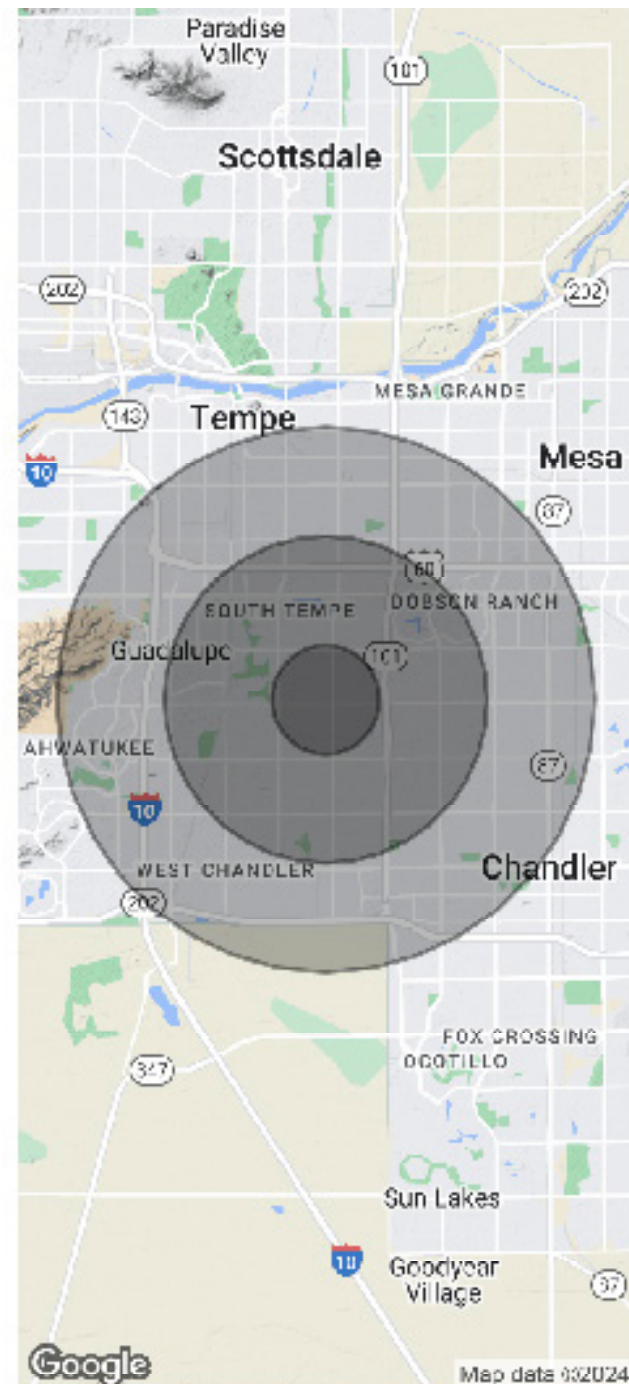 Paradise
Valley
101
Scottsdale
202
202
MESA GRANDE
143
Tempe
Mesa
10
87
60
SOUTH TEMPE
DOBSON RANCH
Guadalupe
101
AHWATUKEE
87
10
WEST CHANDLER
Chandler
202
FOX CROSSING
OCOTILLO
347
Sun Lakes
10
Goodyear
Village
87
Google
Map data ©2024